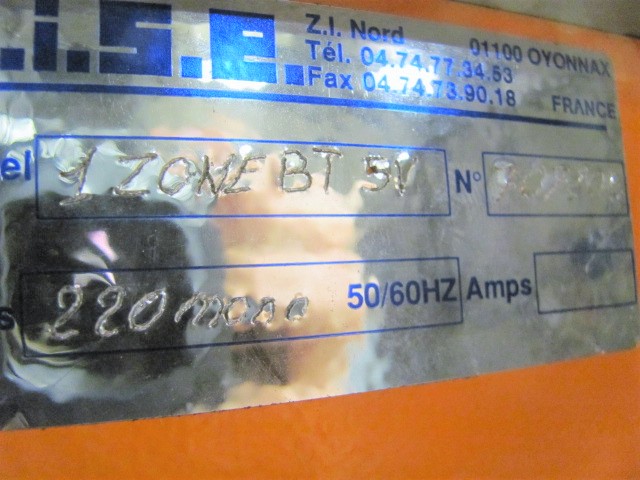 .i.s.e.
Z.I. Nord 01100 OYONNAX
Tél. 04.74.77.34.53
Fax 04.74.73.90.18 FRANCE
el 1 ZONE BT 5V N°
s 220 mono 50/60HZ Amps